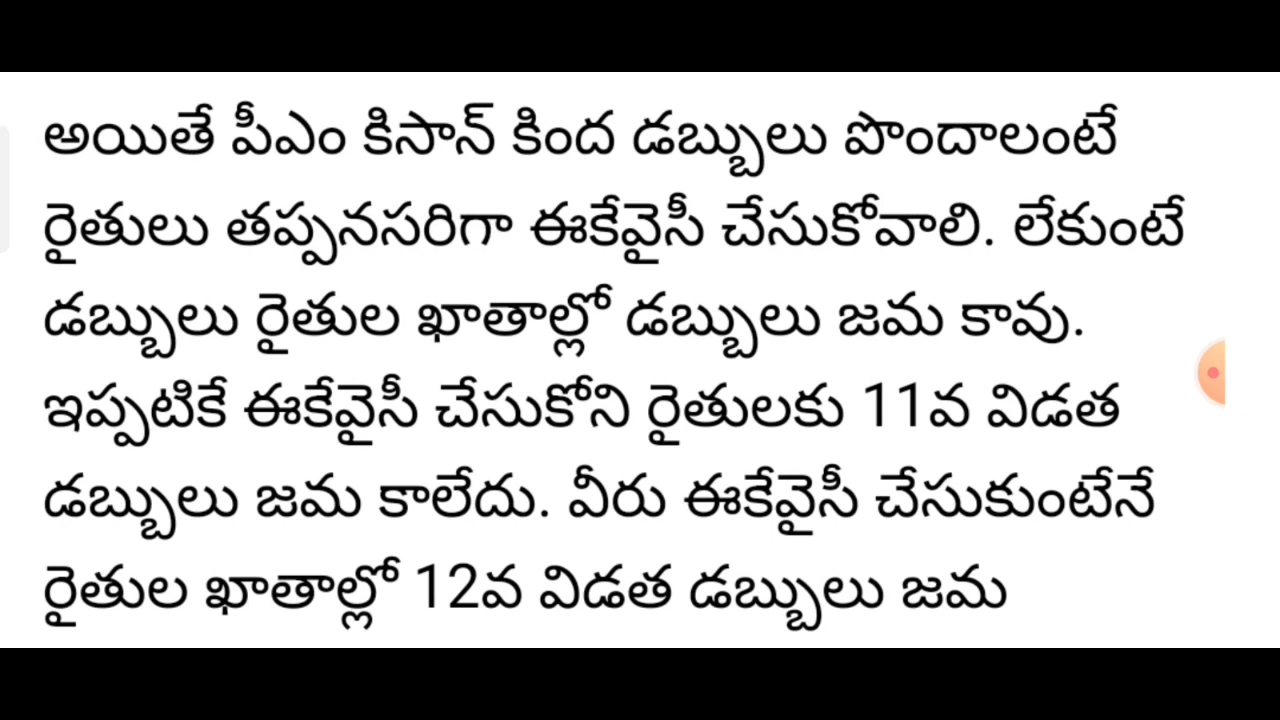 అయితే పీఎం కిసాన్ కింద డబ్బులు పొందాలంటే
రైతులు తప్పనసరిగా ఈకేవైసీ చేసుకోవాలి. లేకుంటే
డబ్బులు రైతుల ఖాతాల్లో డబ్బులు జమ కావు.
ఇప్పటికే ఈకేవైసీ చేసుకోని రైతులకు 11వ విడత
డబ్బులు జమ కాలేదు. వీరు ఈకేవైసీ చేసుకుంటేనే
రైతుల ఖాతాల్లో 12వ విడత డబ్బులు జమ